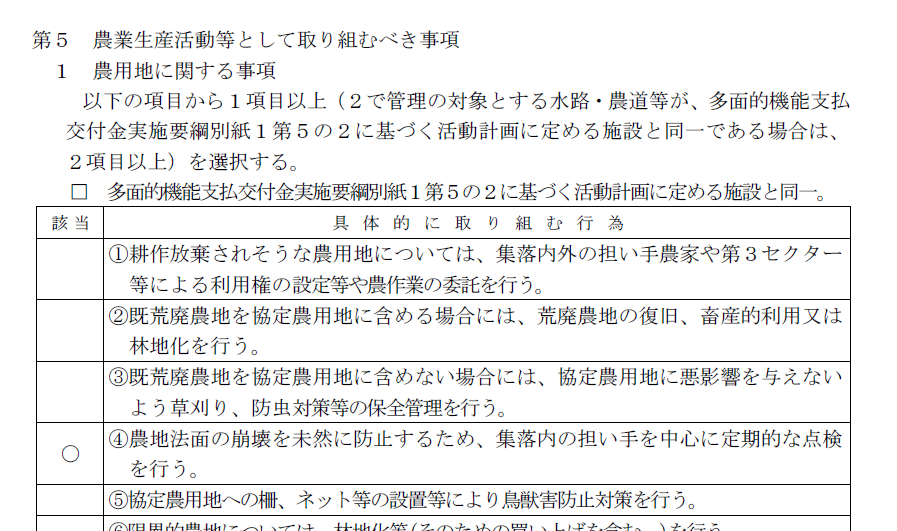 第５　農業生産活動等として取り組むべき事項
１　農用地に関する事項
以下の項目から１項目以上（２で管理の対象とする水路・農道等が、多面的機能支払
交付金実施要綱別紙１第５の２に基づく活動計画に定める施設と同一である場合は、
２項目以上）を選択する。
□　多面的機能支払交付金実施要綱別紙１第５の２に基づく活動計画に定める施設と同一。
該当　具体的に取り組む行為
①耕作放棄されそうな農用地については、集落内外の担い手農家や第３セクター
等による利用権の設定等や農作業の委託を行う。
②既荒廃農地を協定農用地に含める場合には、荒廃農地の復旧、畜産的利用又は
林地化を行う。
③既荒廃農地を協定農用地に含めない場合には、協定農用地に悪影響を与えない
よう草刈り、防虫対策等の保全管理を行う。
○　④農地法面の崩壊を未然に防止するため、集落内の担い手を中心に定期的な点検
を行う。
⑤協定農用地への柵、ネット等の設置等により鳥獣害防止対策を行う。
⑥限界的農地については、林地化等(そのための買い上げを含む。)を行う